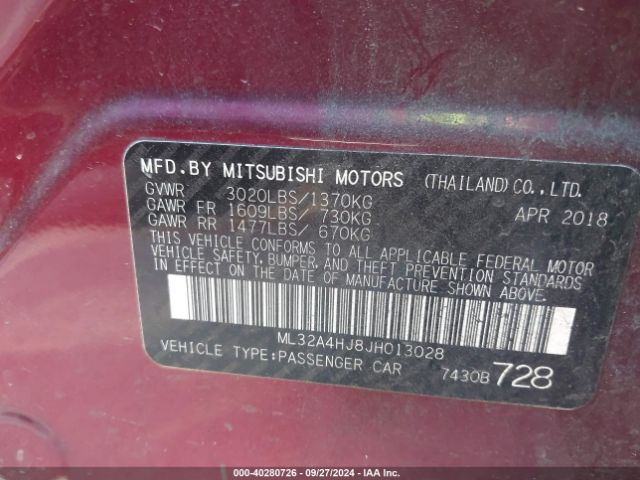 MFD.BY MITSUBISHI MOTORS (THAILAND) CO.,LTD.
GVWR 3020LBS/1370KG APR 2018
GAWR FR 1609LBS/ 730KG
GAWR RR 1477LBS/ 670KG
THIS VEHICLE CONFORMS TO ALL APPLICABLE FEDERAL MOTOR
VEHICLE SAFETY, BUMPER, AND THEFT PREVENTION STANDARDS
IN EFFECT ON THE DATE OF MANUFACTURE SHOWN ABOVE.
ML32A4HJ8JH013028
VEHICLE TYPE:PASSENGER CAR 7430B 728
000-40280726 - 09/27/2024 - IAA Inc.